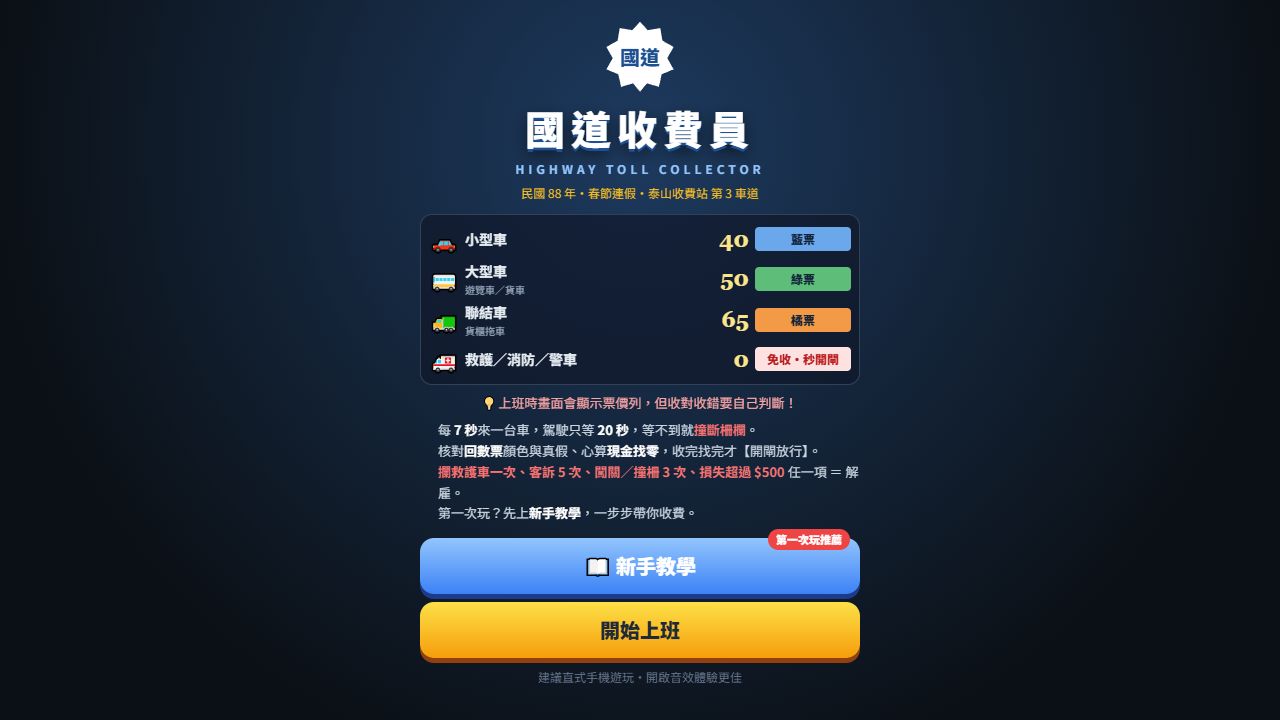 國道
國道收費員
HIGHWAY TOLL COLLECTOR
民國 88 年・春節連假・泰山收費站 第 3 車道
小型車 40 藍票
大型車 50 綠票
遊覽車／貨車
聯結車 65 橘票
貨櫃拖車
救護／消防／警車 0 免收・秒開閘
上班時畫面會顯示票價列，但收對收錯要自己判斷！
每 7 秒來一台車，駕駛只等 20 秒，等不到就撞斷柵欄。
核對回數票顏色與真假、心算現金找零，收完找完才【開閘放行】。
攔救護車一次、客訴 5 次、闖關／撞柵 3 次、損失超過 $500 任一項 ＝ 解
雇。
第一次玩？先上新手教學，一步步帶你收費。
第一次玩推薦
新手教學
開始上班
建議直式手機遊玩・開啟音效體驗更佳